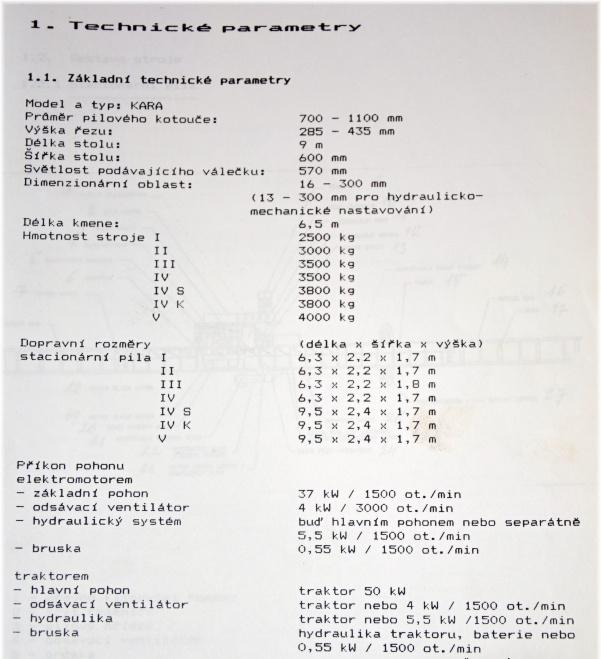 1. Technické parametry
1.1. Základní technické parametry
Model a typ: KARA
Průměr pilového kotouče: 700 - 1100 mm
Výška řezu: 285 - 435 mm
Délka stolu: 9 m
Šířka stolu: 600 mm
Světlost podávajícího válečku: 570 mm
Dimenzionární oblast: 16 - 300 mm
(13 - 300 mm pro hydraulicko-
mechanické nastavování)
Délka kmene: 6,5 m
Hmotnost stroje I 2500 kg
II 3000 kg
III 3500 kg
IV 3500 kg
IV S 3800 kg
IV K 3800 kg
V 4000 kg
Dopravní rozměry (délka x šířka x výška)
stacionární pila I 6,3 x 2,2 x 1,7 m
II 6,3 x 2,2 x 1,7 m
III 6,3 x 2,2 x 1,8 m
IV 6,3 x 2,2 x 1,7 m
IV S 9,5 x 2,4 x 1,7 m
IV K 9,5 x 2,4 x 1,7 m
V 9,5 x 2,4 x 1,7 m
Příkon pohonu
elektromotorem
- základní pohon 37 kW / 1500 ot./min
- odsávací ventilátor 4 kW / 3000 ot./min
- hydraulický systém buď hlavním pohonem nebo separátně
5,5 kW / 1500 ot./min
- bruska 0,55 kW / 1500 ot./min
traktorem
- hlavní pohon traktor 50 kW
- odsávací ventilátor traktor nebo 4 kW / 1500 ot./min
- hydraulika traktor nebo 5,5 kW /1500 ot./min
- bruska hydraulika traktoru, baterie nebo
0,55 kW / 1500 ot./min